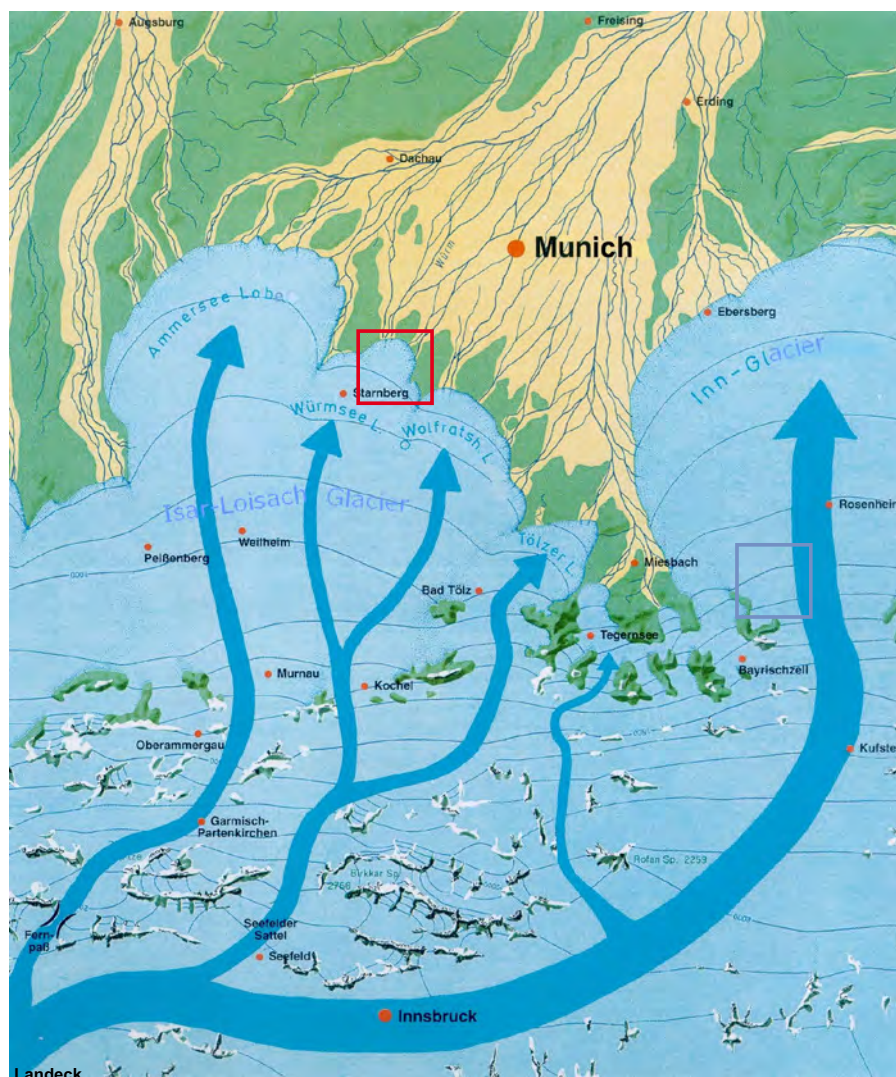 Augsburg
Freising
Erding
Dachau
Würm
Munich
Ammersee Lobe
Ebersberg
Inn-Glacier
Starnberg
Würmsee L.
Wolfratsh. L
Isar-Loisach Glacier
Rosenheim
Weilheim
Peißenberg
Tölzer L.
Miesbach
Bad Tölz
Tegernsee
Bayrischzell
Murnau
Kochel
Oberammergau
Kufste
Garmisch-
Partenkirchen
Rofan Sp. 2259
Birkkar Sp.
2766
Seefelder
Sattel
Fern-
paß
Seefeld
Innsbruck
Landeck